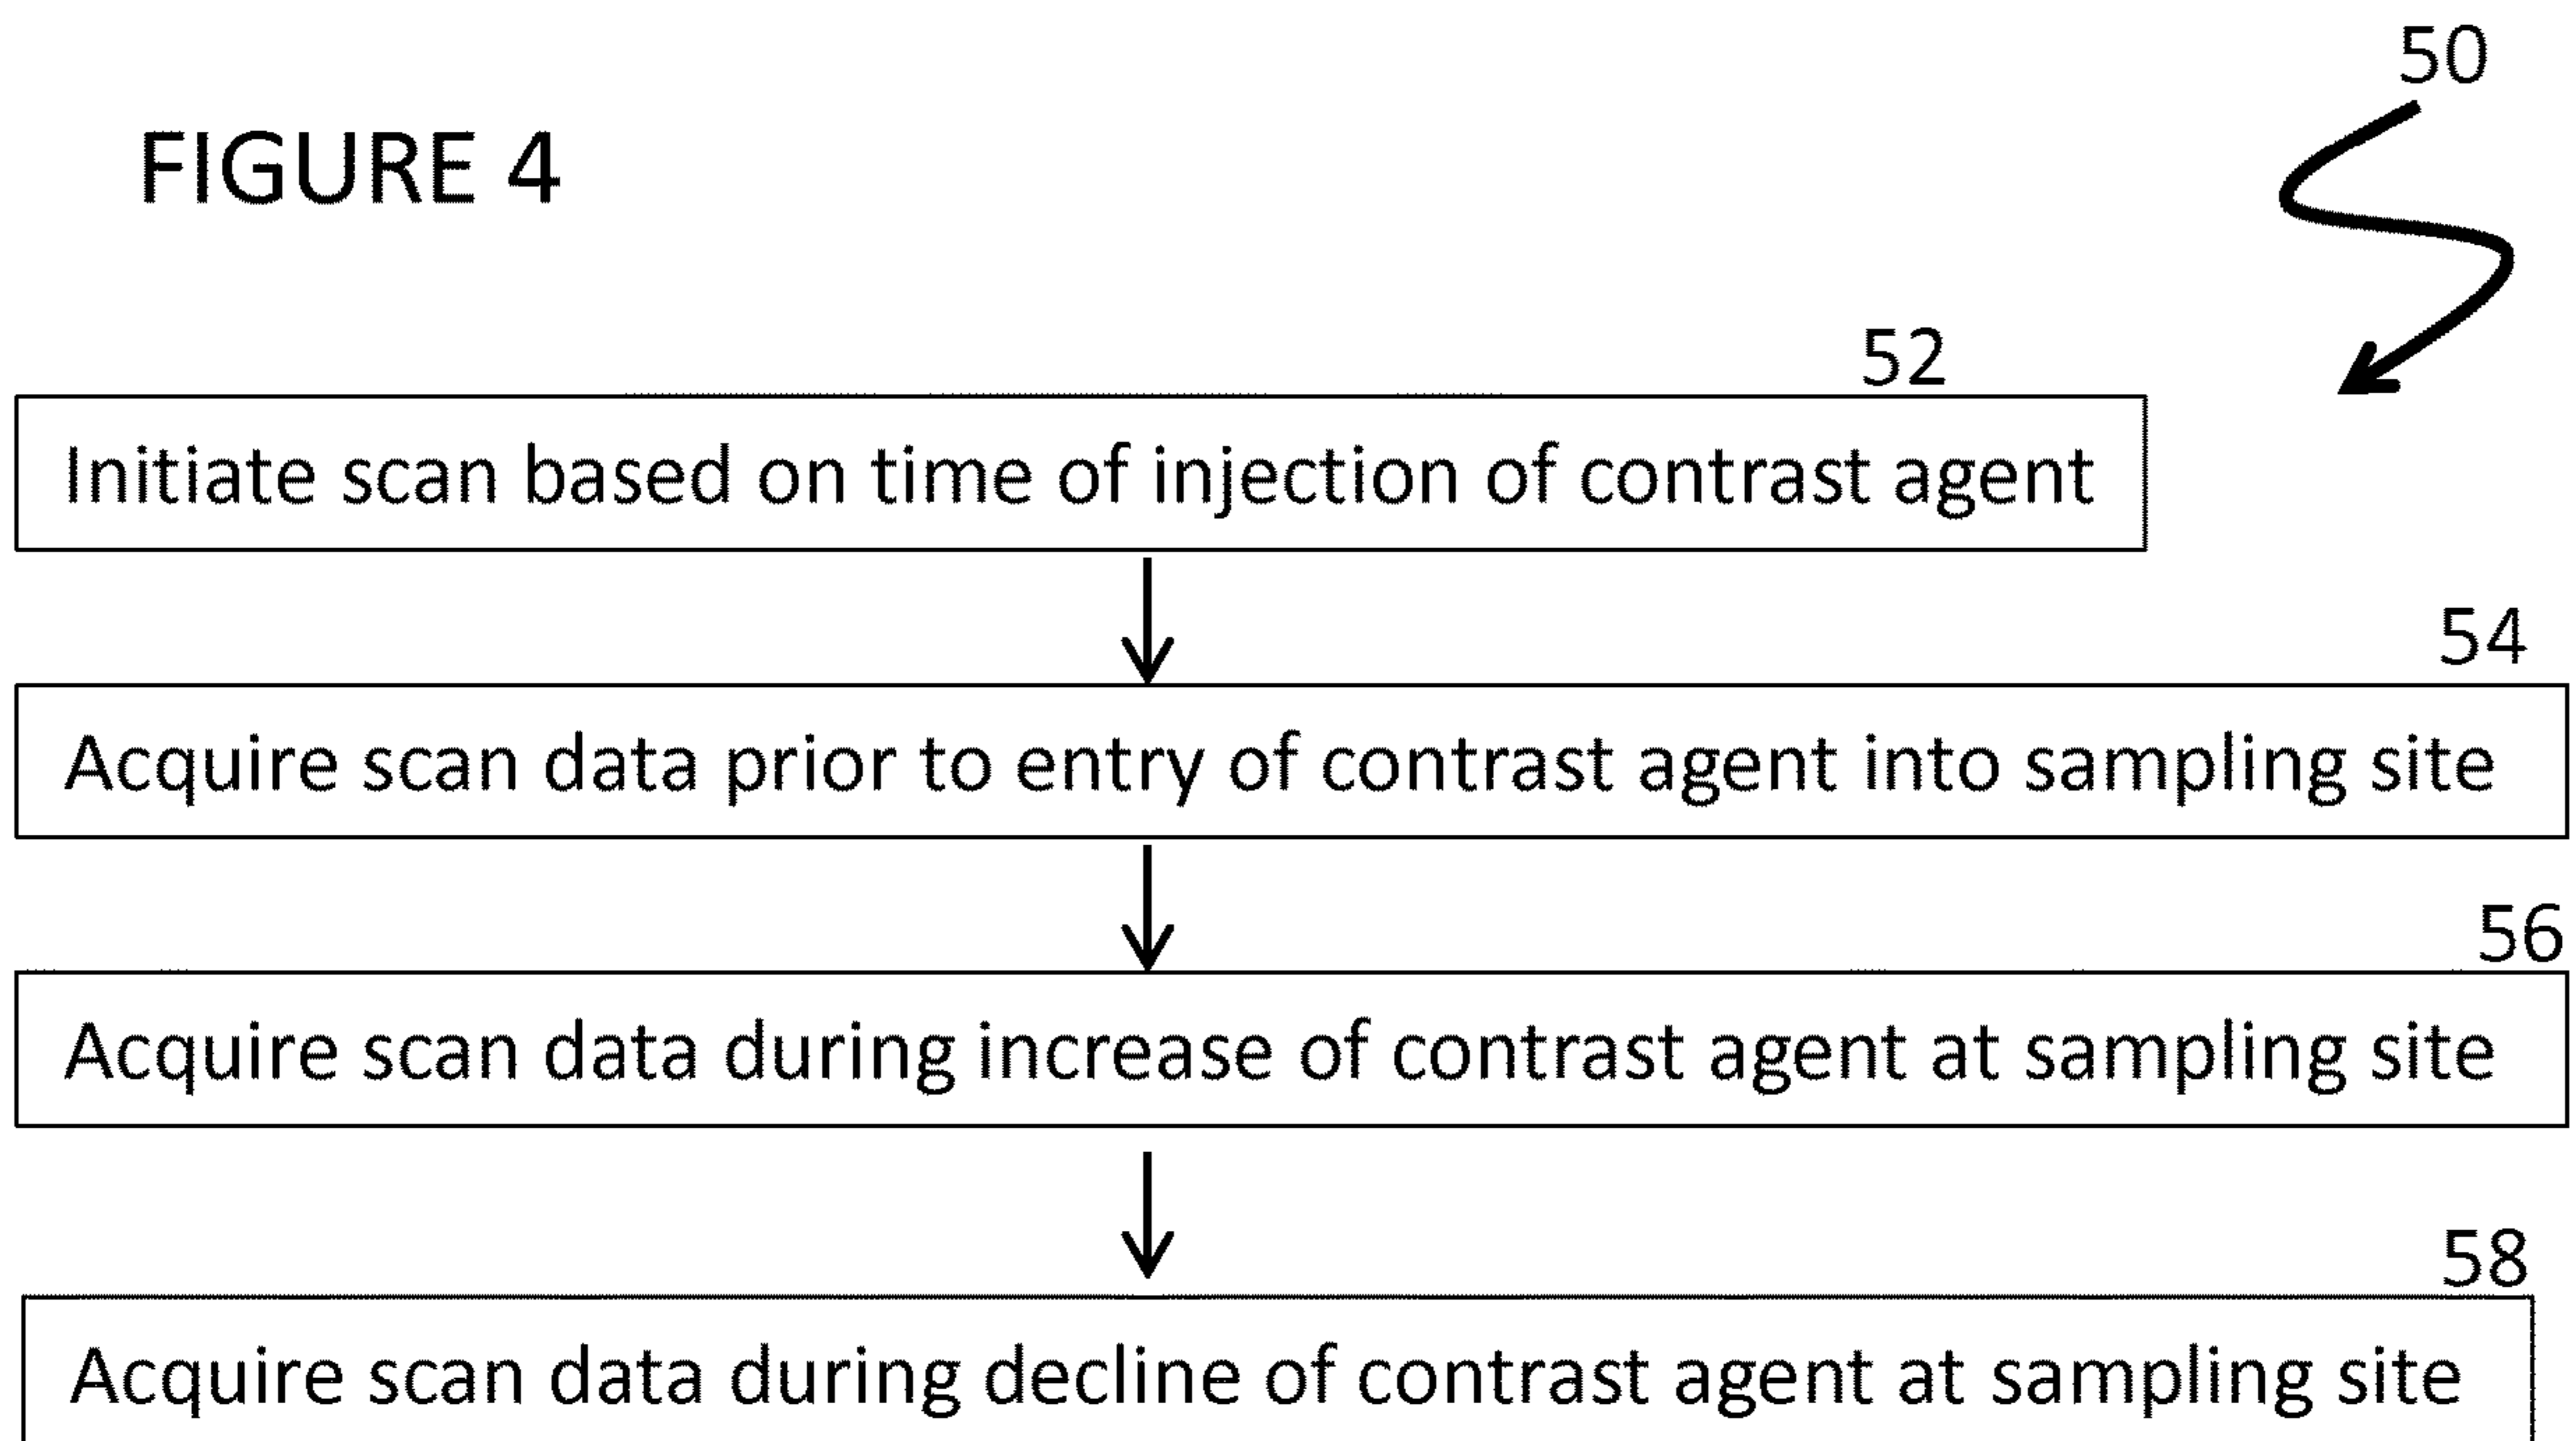 50
FIGURE 4
52
Initiate scan based on time of injection of contrast agent
54
Acquire scan data prior to entry of contrast agent into sampling site
56
Acquire scan data during increase of contrast agent at sampling site
58
Acquire scan data during decline of contrast agent at sampling site